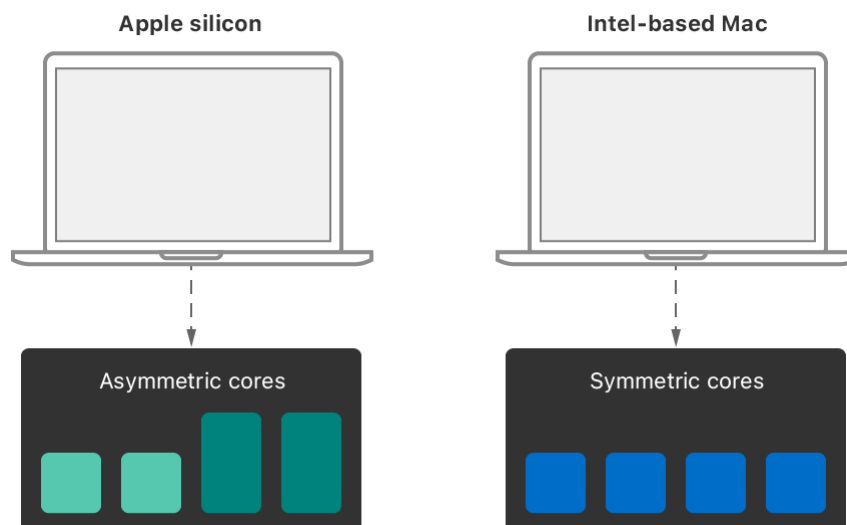 Apple silicon
Intel-based Mac
Asymmetric cores
Symmetric cores